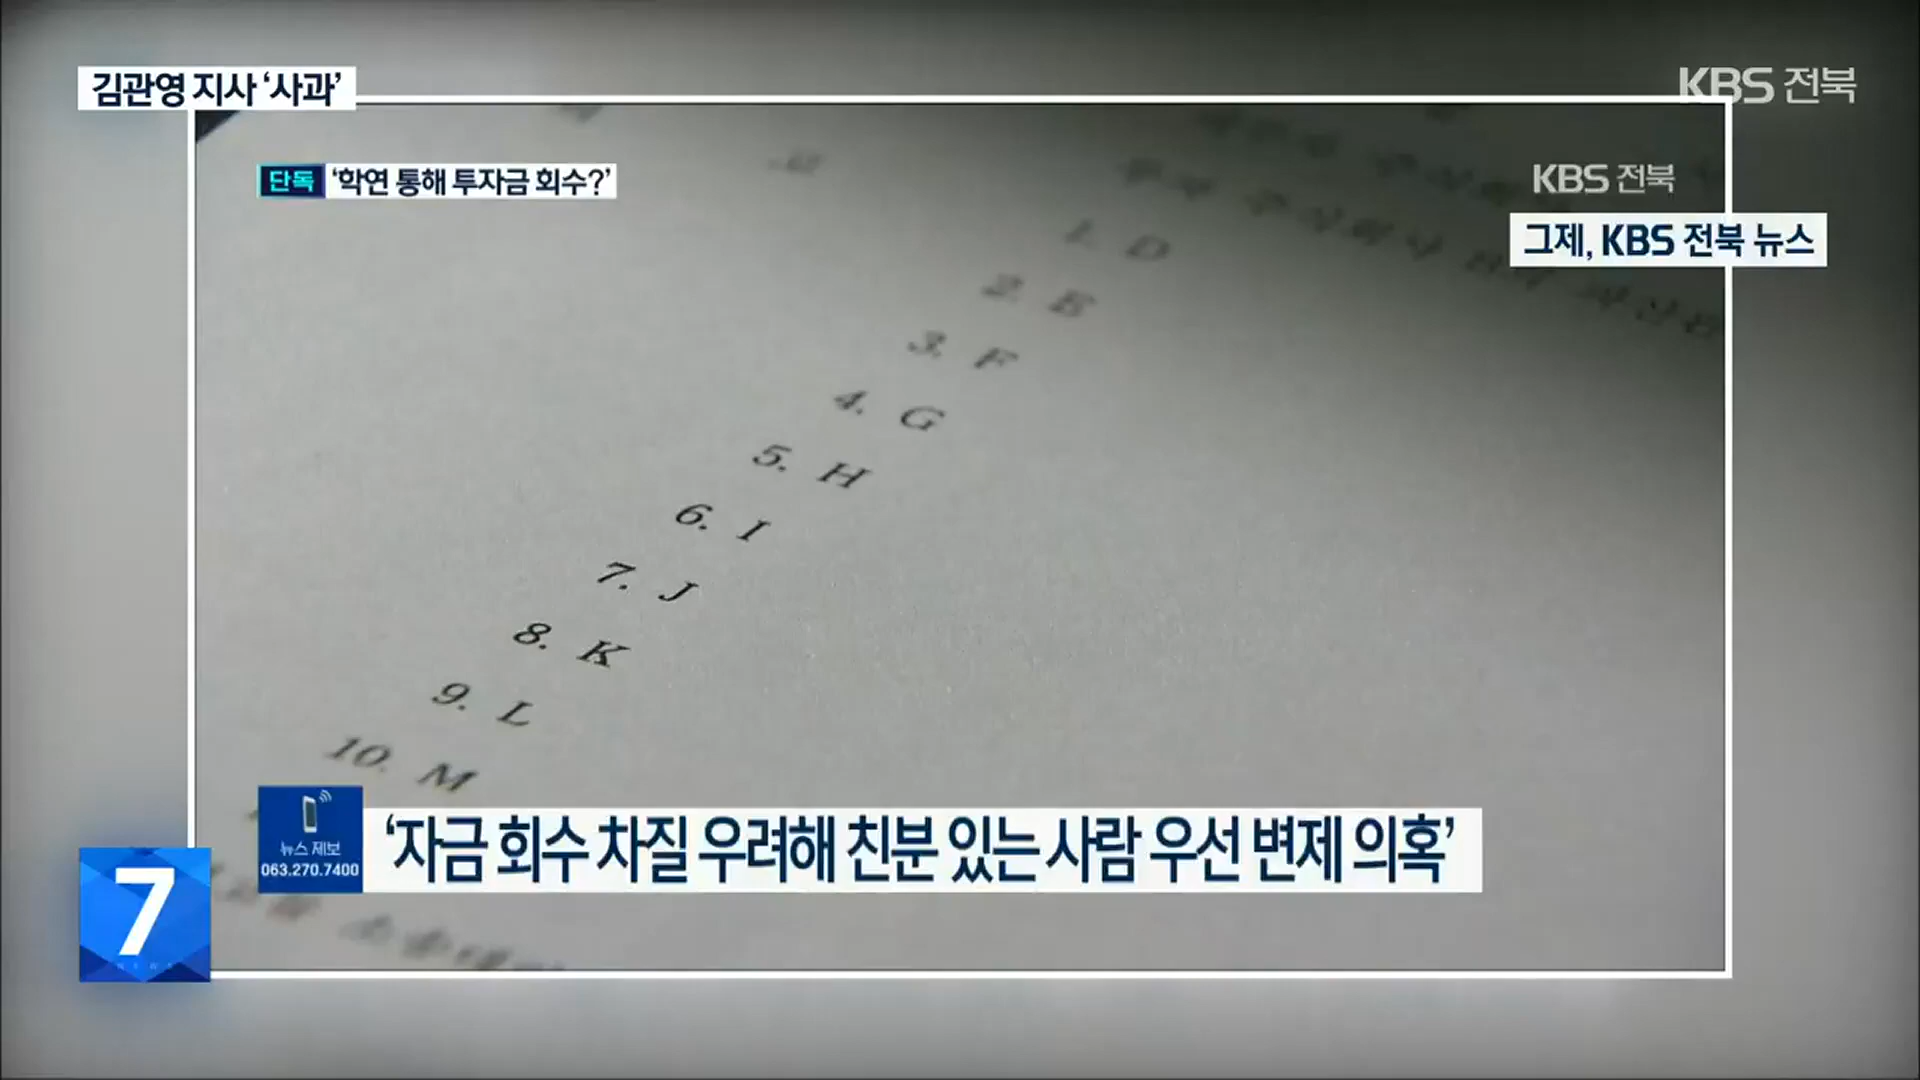 김관영 지사 ‘사과’
KBS 전북
단독 ‘학연 통해 투자금 회수?’
KBS 전북
그제, KBS 전북 뉴스
1. D
2. B
3. F
4. G
5. H
6. I
7. J
8. K
9. L
10. M
뉴스 제보
063.270.7400
‘자금 회수 차질 우려해 친분 있는 사람 우선 변제 의혹’
7
NEWS